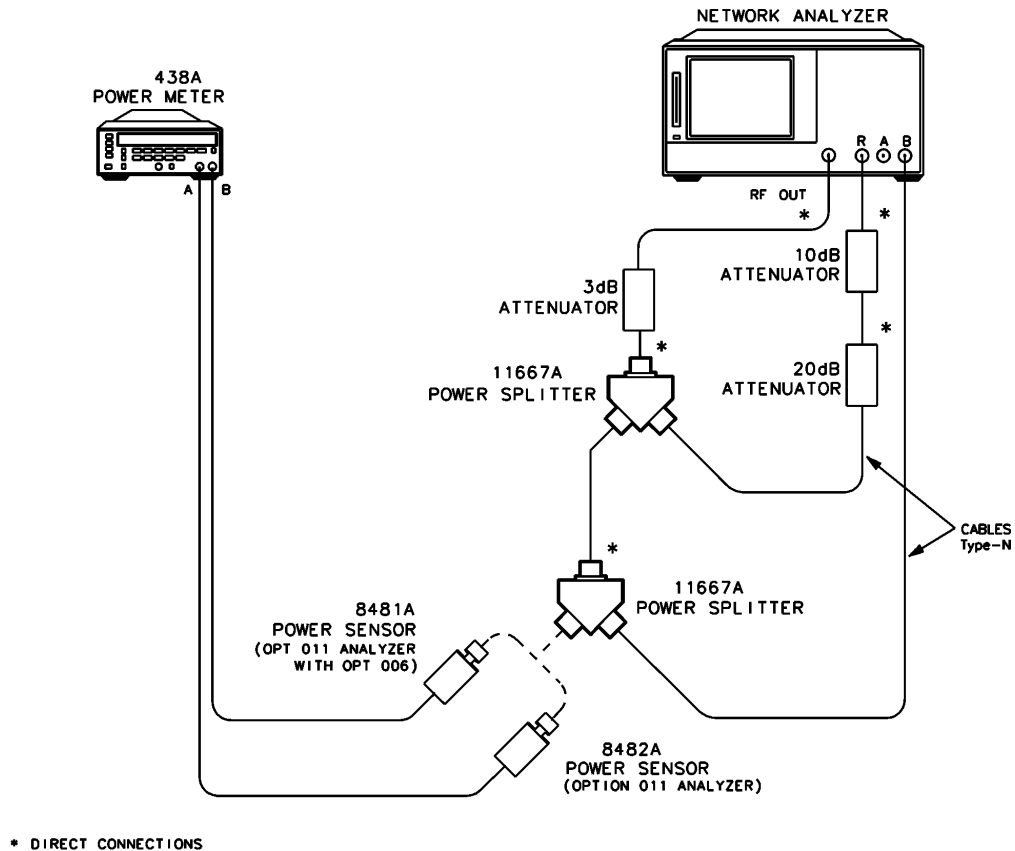 NETWORK ANALYZER
438A
POWER METER
A
B
R
A
B
RF OUT
*
*
10dB
ATTENUATOR
3dB
ATTENUATOR
*
*
20dB
ATTENUATOR
11667A
POWER SPLITTER
CABLES
Type-N
*
11667A
POWER SPLITTER
8481A
POWER SENSOR
(OPT 011 ANALYZER
WITH OPT 006)
8482A
POWER SENSOR
(OPTION 011 ANALYZER)
* DIRECT CONNECTIONS